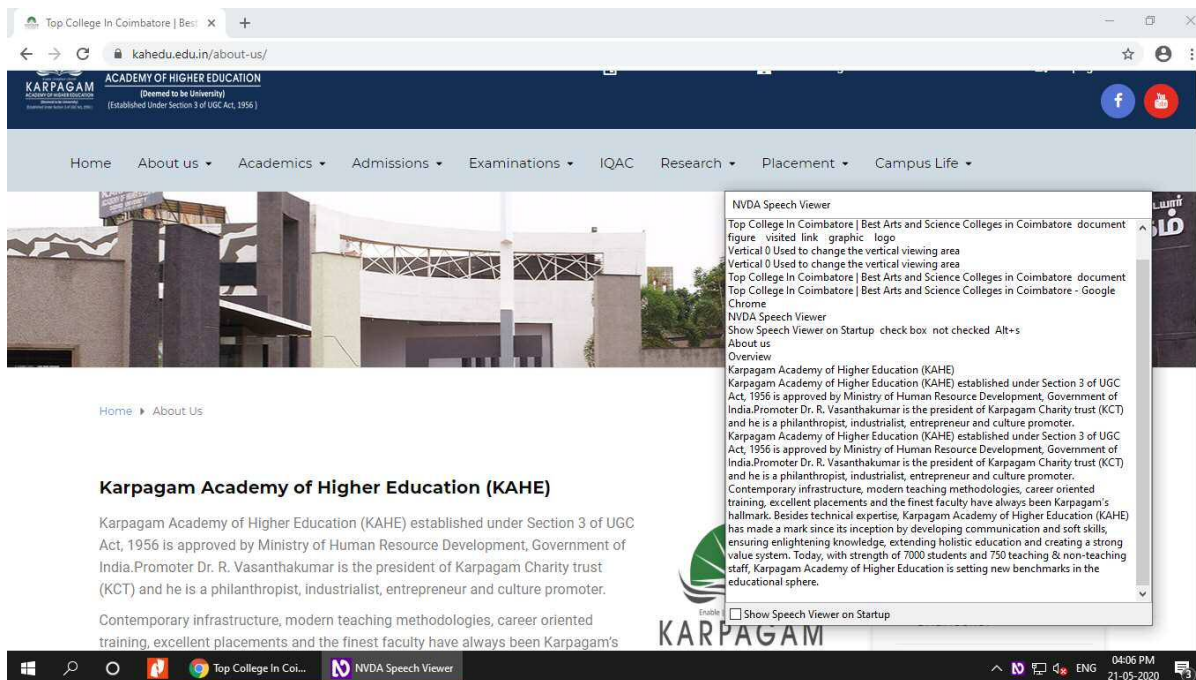 Top College In Coimbatore | Best
kahedu.edu.in/about-us/
KARPAGAM
ACADEMY OF HIGHER EDUCATION
(Deemed to be University)
(Established Under Section 3 of UGC Act, 1956 )
Home About us Academics Admissions Examinations IQAC Research Placement Campus Life
NVDA Speech Viewer
Top College In Coimbatore | Best Arts and Science Colleges in Coimbatore document
figure visited link graphic logo
Vertical 0 Used to change the vertical viewing area
Vertical 0 Used to change the vertical viewing area
Top College In Coimbatore | Best Arts and Science Colleges in Coimbatore document
Top College In Coimbatore | Best Arts and Science Colleges in Coimbatore - Google
Chrome
NVDA Speech Viewer
Show Speech Viewer on Startup check box not checked Alt+s
About us
Overview
Karpagam Academy of Higher Education (KAHE)
Karpagam Academy of Higher Education (KAHE) established under Section 3 of UGC
Act, 1956 is approved by Ministry of Human Resource Development, Government of
India.Promoter Dr. R. Vasanthakumar is the president of Karpagam Charity trust (KCT)
and he is a philanthropist, industrialist, entrepreneur and culture promoter.
Karpagam Academy of Higher Education (KAHE) established under Section 3 of UGC
Act, 1956 is approved by Ministry of Human Resource Development, Government of
India.Promoter Dr. R. Vasanthakumar is the president of Karpagam Charity trust (KCT)
and he is a philanthropist, industrialist, entrepreneur and culture promoter.
Contemporary infrastructure, modern teaching methodologies, career oriented
training, excellent placements and the finest faculty have always been Karpagam's
hallmark. Besides technical expertise, Karpagam Academy of Higher Education (KAHE)
has made a mark since its inception by developing communication and soft skills,
ensuring enlightening knowledge, extending holistic education and creating a strong
value system. Today, with strength of 7000 students and 750 teaching & non-teaching
staff, Karpagam Academy of Higher Education is setting new benchmarks in the
educational sphere.
Show Speech Viewer on Startup
Home About Us
Karpagam Academy of Higher Education (KAHE)
Karpagam Academy of Higher Education (KAHE) established under Section 3 of UGC
Act, 1956 is approved by Ministry of Human Resource Development, Government of
India.Promoter Dr. R. Vasanthakumar is the president of Karpagam Charity trust
(KCT) and he is a philanthropist, industrialist, entrepreneur and culture promoter.
Contemporary infrastructure, modern teaching methodologies, career oriented
training, excellent placements and the finest faculty have always been Karpagam's
Enable
KARPAGAM
Top College In Coi... NVDA Speech Viewer
ENG
04:06 PM
21-05-2020
3